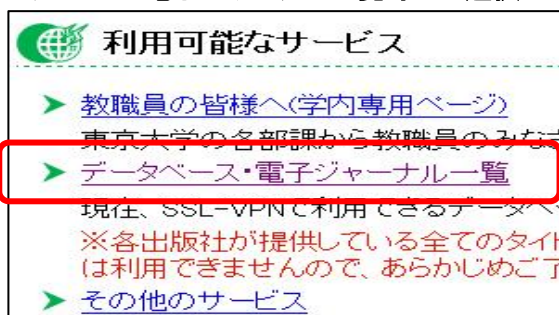 利用可能なサービス
教職員の皆様へ(学内専用ページ)
東京大学の各部課から教職員のみな
データベース・電子ジャーナル一覧
現在、SSL-VPNで利用できるデータベ
※各出版社が提供している全てのタイ
は利用できませんので、あらかじめご了
その他のサービス